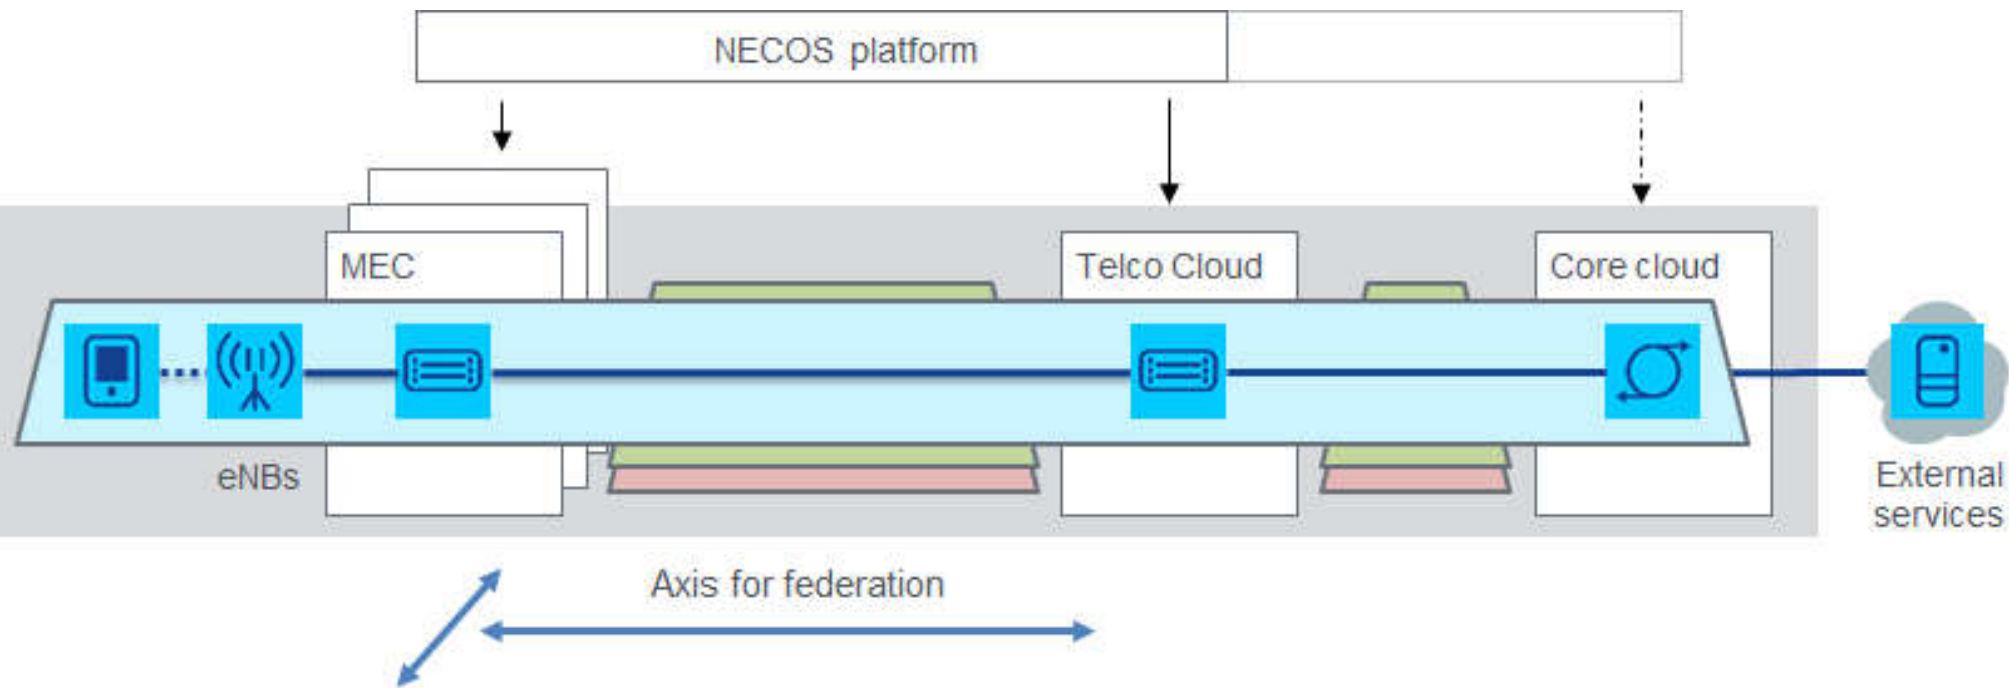 NECOS platform
MEC
Telco Cloud
Core cloud
eNBs
External
services
Axis for federation